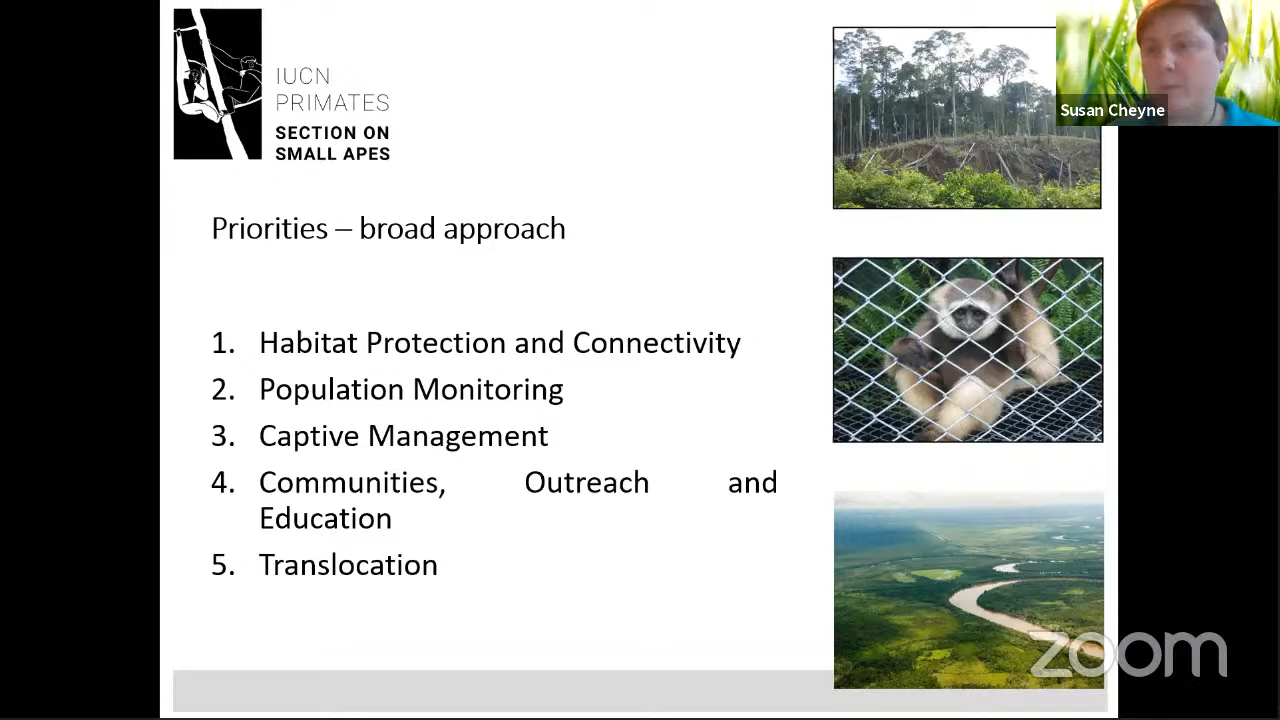 IUCN
PRIMATES
SECTION ON
SMALL APES
Susan Cheyne
Priorities – broad approach
1. Habitat Protection and Connectivity
2. Population Monitoring
3. Captive Management
4. Communities, Outreach and
Education
5. Translocation
zoom